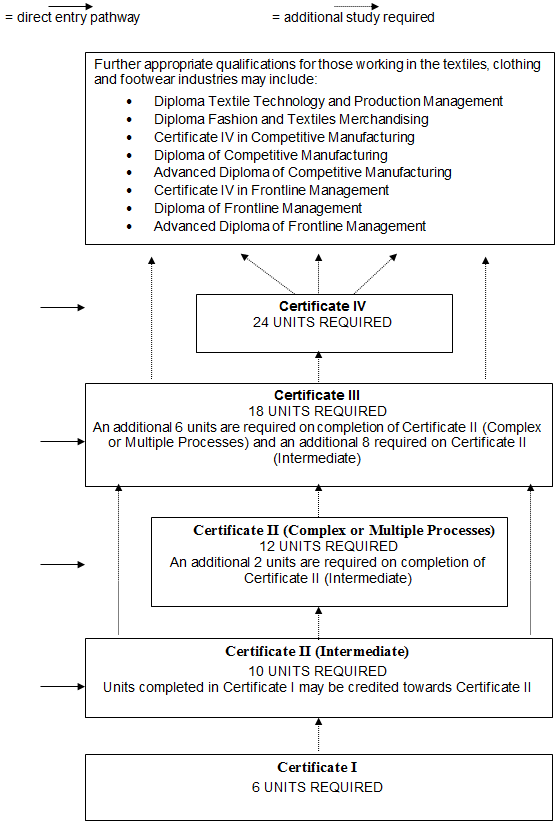 = direct entry pathway
= additional study required
Further appropriate qualifications for those working in the textiles, clothing
and footwear industries may include:
• Diploma Textile Technology and Production Management
• Diploma Fashion and Textiles Merchandising
• Certificate IV in Competitive Manufacturing
• Diploma of Competitive Manufacturing
• Advanced Diploma of Competitive Manufacturing
• Certificate IV in Frontline Management
• Diploma of Frontline Management
• Advanced Diploma of Frontline Management
Certificate IV
24 UNITS REQUIRED
Certificate III
18 UNITS REQUIRED
An additional 6 units are required on completion of Certificate II (Complex
or Multiple Processes) and an additional 8 required on Certificate II
(Intermediate)
Certificate II (Complex or Multiple Processes)
12 UNITS REQUIRED
An additional 2 units are required on completion of
Certificate II (Intermediate)
Certificate II (Intermediate)
10 UNITS REQUIRED
Units completed in Certificate I may be credited towards Certificate II
Certificate I
6 UNITS REQUIRED